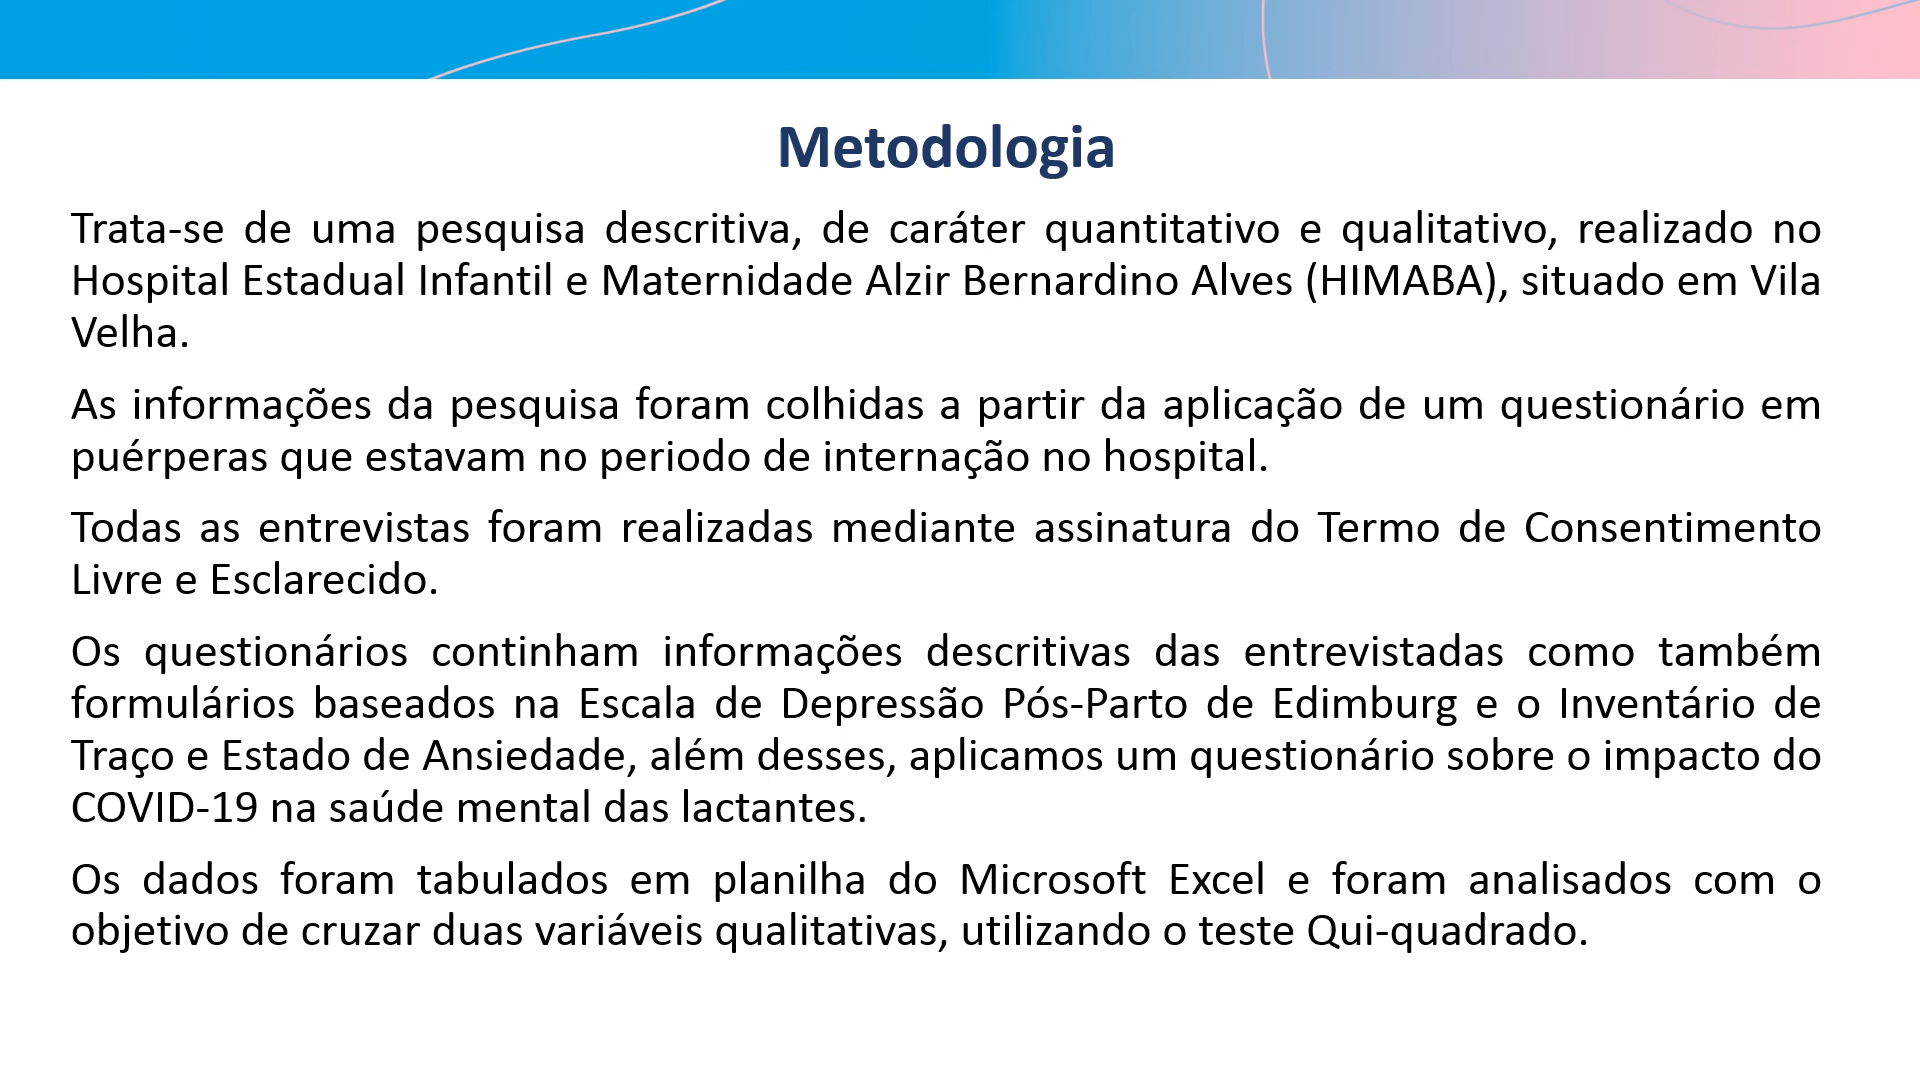 Metodologia
Trata-se de uma pesquisa descritiva, de caráter quantitativo e qualitativo, realizado no
Hospital Estadual Infantil e Maternidade Alzir Bernardino Alves (HIMABA), situado em Vila
Velha.
As informações da pesquisa foram colhidas a partir da aplicação de um questionário em
puérperas que estavam no periodo de internação no hospital.
Todas as entrevistas foram realizadas mediante assinatura do Termo de Consentimento
Livre e Esclarecido.
Os questionários continham informações descritivas das entrevistadas como também
formulários baseados na Escala de Depressão Pós-Parto de Edimburg e o Inventário de
Traço e Estado de Ansiedade, além desses, aplicamos um questionário sobre o impacto do
COVID-19 na saúde mental das lactantes.
Os dados foram tabulados em planilha do Microsoft Excel e foram analisados com o
objetivo de cruzar duas variáveis qualitativas, utilizando o teste Qui-quadrado.